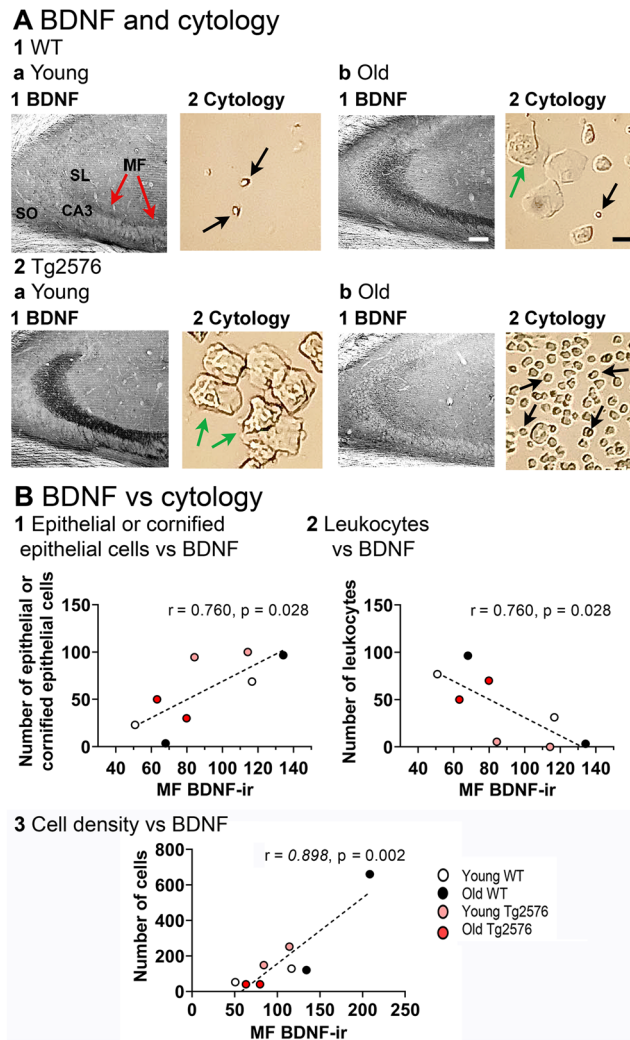 A BDNF and cytology
1 WT
a Young
b Old
1 BDNF
2 Cytology
1 BDNF
2 Cytology
SL
MF
SO
CA3
2 Tg2576
a Young
b Old
1 BDNF
2 Cytology
1 BDNF
2 Cytology
B BDNF vs cytology
1 Epithelial or cornified
epithelial cells vs BDNF
2 Leukocytes
vs BDNF
Number of epithelial or
cornified epithelial cells
150
100
50
0
r = 0.760, p = 0.028
40 60 80 100 120 140
MF BDNF-ir
Number of leukocytes
150
100
50
0
r = 0.760, p = 0.028
40 60 80 100 120 140
MF BDNF-ir
3 Cell density vs BDNF
Number of cells
800
600
400
200
0
r = 0.898, p = 0.002
0 50 100 150 200 250
MF BDNF-ir
Young WT
Old WT
Young Tg2576
Old Tg2576